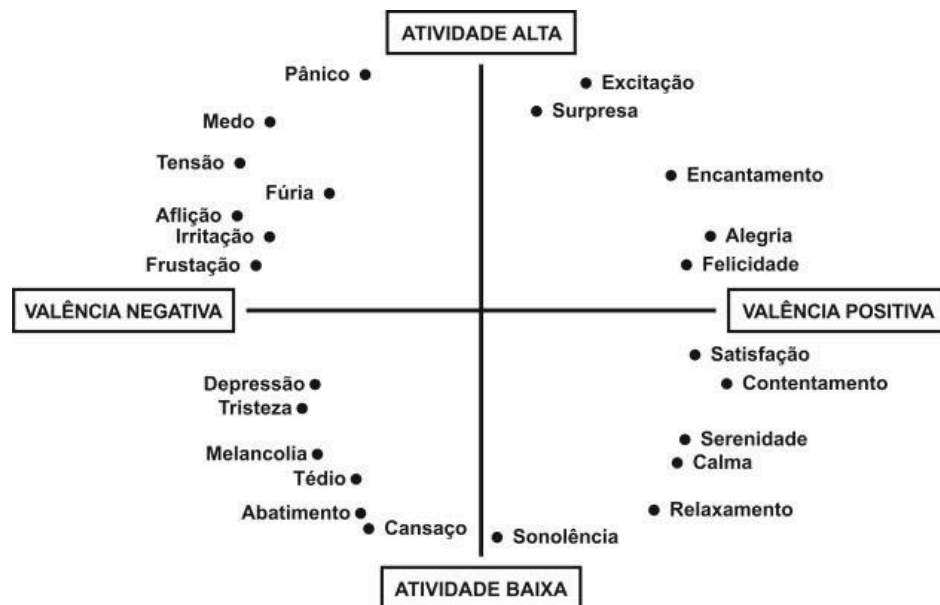 ATIVIDADE ALTA
Pânico
Excitação
Surpresa
Medo
Tensão
Encantamento
Fúria
Aflição
Irritação
Alegria
Frustação
Felicidade
VALÊNCIA NEGATIVA
VALÊNCIA POSITIVA
Satisfação
Depressão
Contentamento
Tristeza
Serenidade
Melancolia
Calma
Tédio
Relaxamento
Abatimento
Cansaço
Sonolência
ATIVIDADE BAIXA